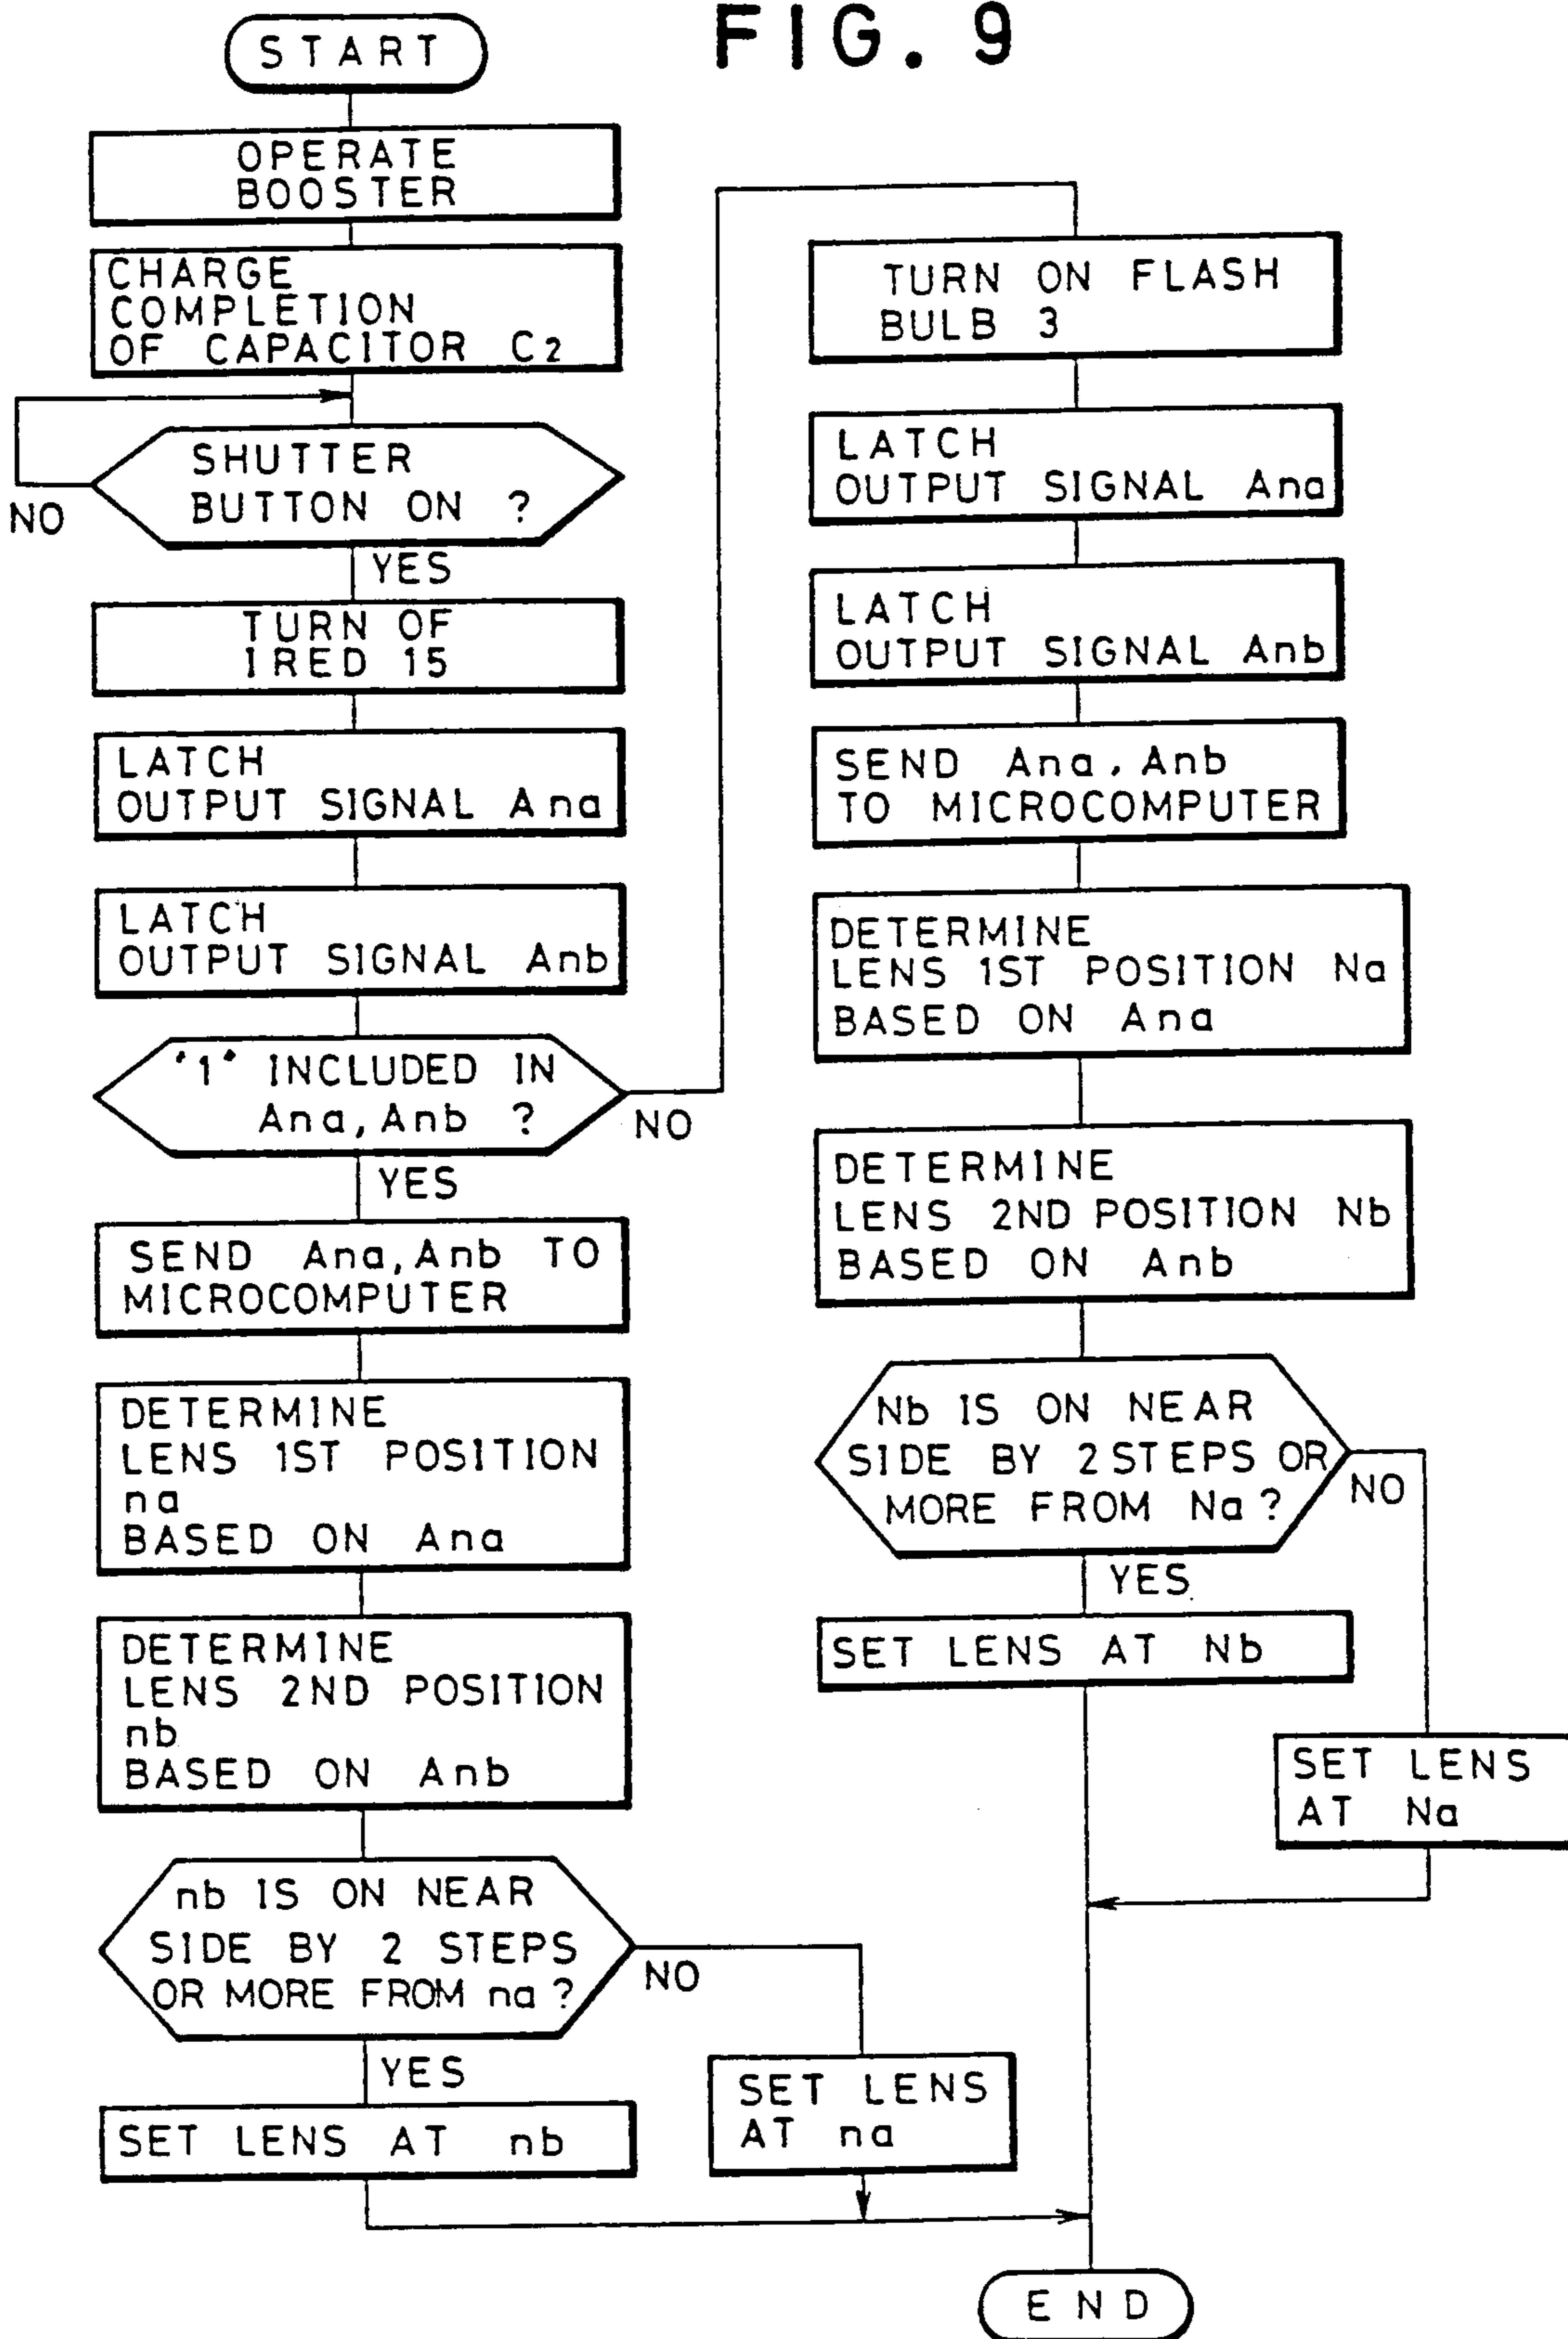 FIG. 9
START
OPERATE
BOOSTER
CHARGE
COMPLETION
OF CAPACITOR C2
SHUTTER
BUTTON ON ?
NO
YES
TURN OF
IRED 15
LATCH
OUTPUT SIGNAL Ana
LATCH
OUTPUT SIGNAL Anb
"1" INCLUDED IN
Ana, Anb ?
NO
YES
SEND Ana, Anb TO
MICROCOMPUTER
DETERMINE
LENS 1ST POSITION
na
BASED ON Ana
DETERMINE
LENS 2ND POSITION
nb
BASED ON Anb
nb IS ON NEAR
SIDE BY 2 STEPS
OR MORE FROM na ?
NO
YES
SET LENS AT nb
SET LENS
AT na
TURN ON FLASH
BULB 3
LATCH
OUTPUT SIGNAL Ana
LATCH
OUTPUT SIGNAL Anb
SEND Ana, Anb
TO MICROCOMPUTER
DETERMINE
LENS 1ST POSITION Na
BASED ON Ana
DETERMINE
LENS 2ND POSITION Nb
BASED ON Anb
Nb IS ON NEAR
SIDE BY 2 STEPS OR
MORE FROM Na ?
NO
YES
SET LENS AT Nb
SET LENS
AT Na
END